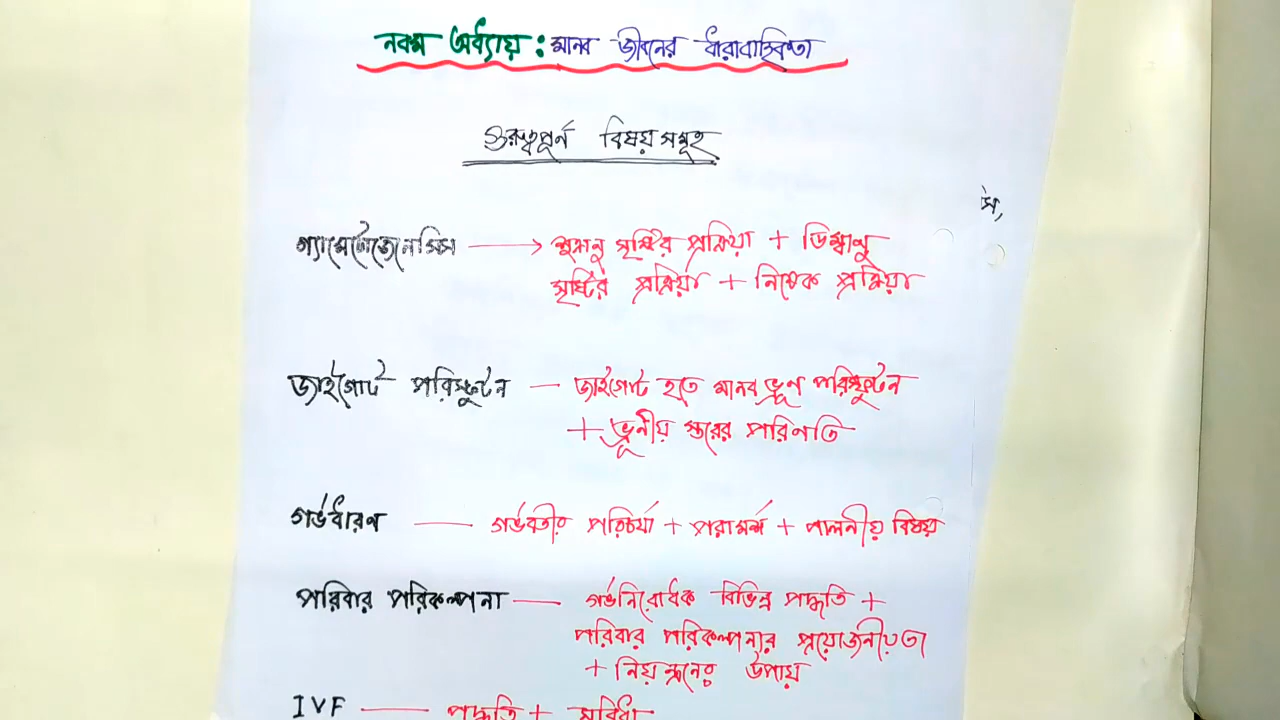 নবম অধ্যায় : মানব জীবনের ধারাবাহিকতা
গুরুত্বপূর্ন বিষয়সমূহ
স,
গ্যামেটোজেনেসিস → শুক্রানু সৃষ্টির প্রক্রিয়া + ডিম্বাণু
সৃষ্টির প্রক্রিয়া + নিষেক প্রক্রিয়া
জাইগোট পরিস্ফুটন — জাইগোট হতে মানব ভ্রূণ পরিস্ফুটন
+ ভ্রূনীয় স্তরের পরিণতি
গর্ভধারণ — গর্ভবতীর পরিচর্যা + পরামর্শ + পালনীয় বিষয়
পরিবার পরিকল্পনা — গর্ভনিরোধক বিভিন্ন পদ্ধতি +
পরিবার পরিকল্পনার প্রয়োজনীয়তা
+ নিয়ন্ত্রনের উপায়
IVF — পদ্ধতি + সুবিধা